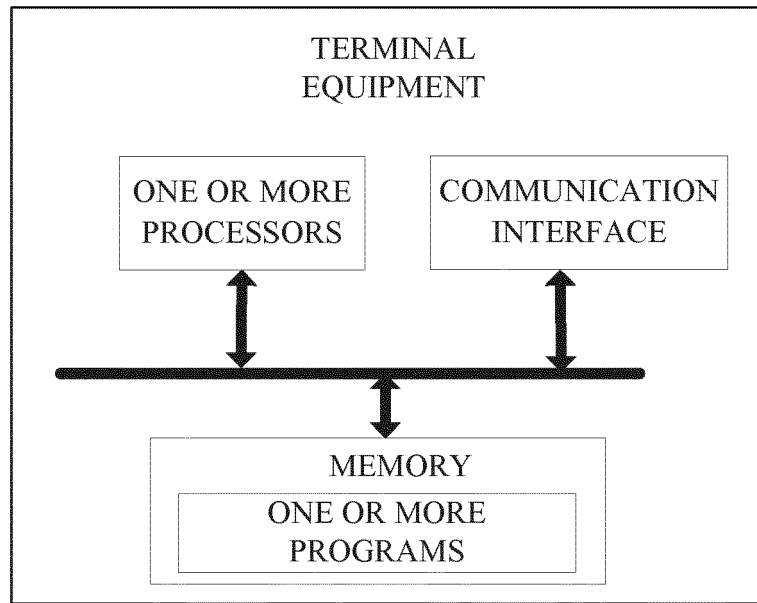 TERMINAL
EQUIPMENT
ONE OR MORE
PROCESSORS
COMMUNICATION
INTERFACE
MEMORY
ONE OR MORE
PROGRAMS